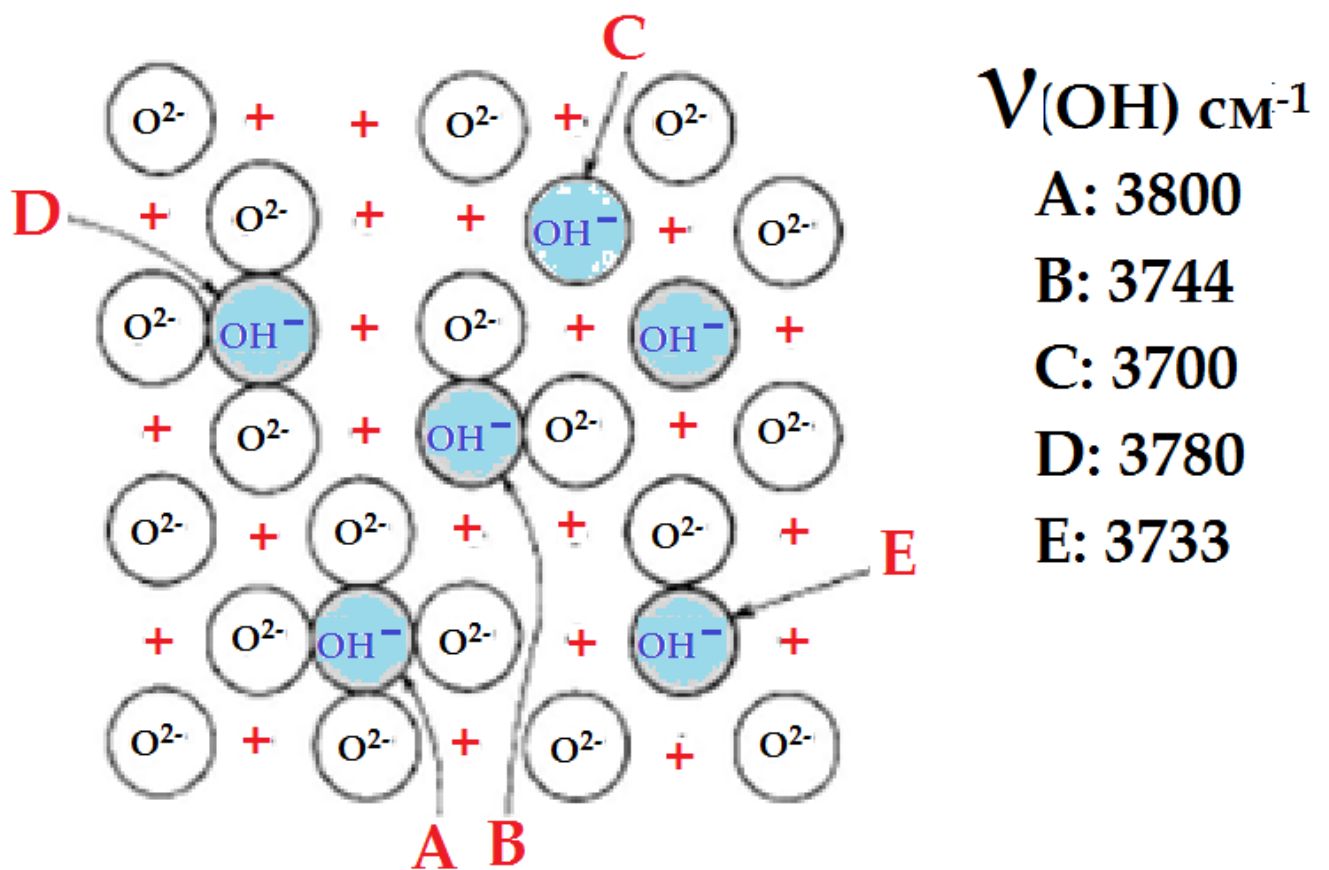 C
O²⁻ + + O²⁻ + O²⁻
D + O²⁻ + + OH⁻ + O²⁻
O²⁻ OH⁻ + O²⁻ + OH⁻ +
+ O²⁻ + OH⁻ O²⁻ + O²⁻
O²⁻ + O²⁻ + + O²⁻ +
E
+ O²⁻ OH⁻ O²⁻ + OH⁻ +
O²⁻ + O²⁻ + O²⁻ + O²⁻
A B
ν(OH) см⁻¹
A: 3800
B: 3744
C: 3700
D: 3780
E: 3733